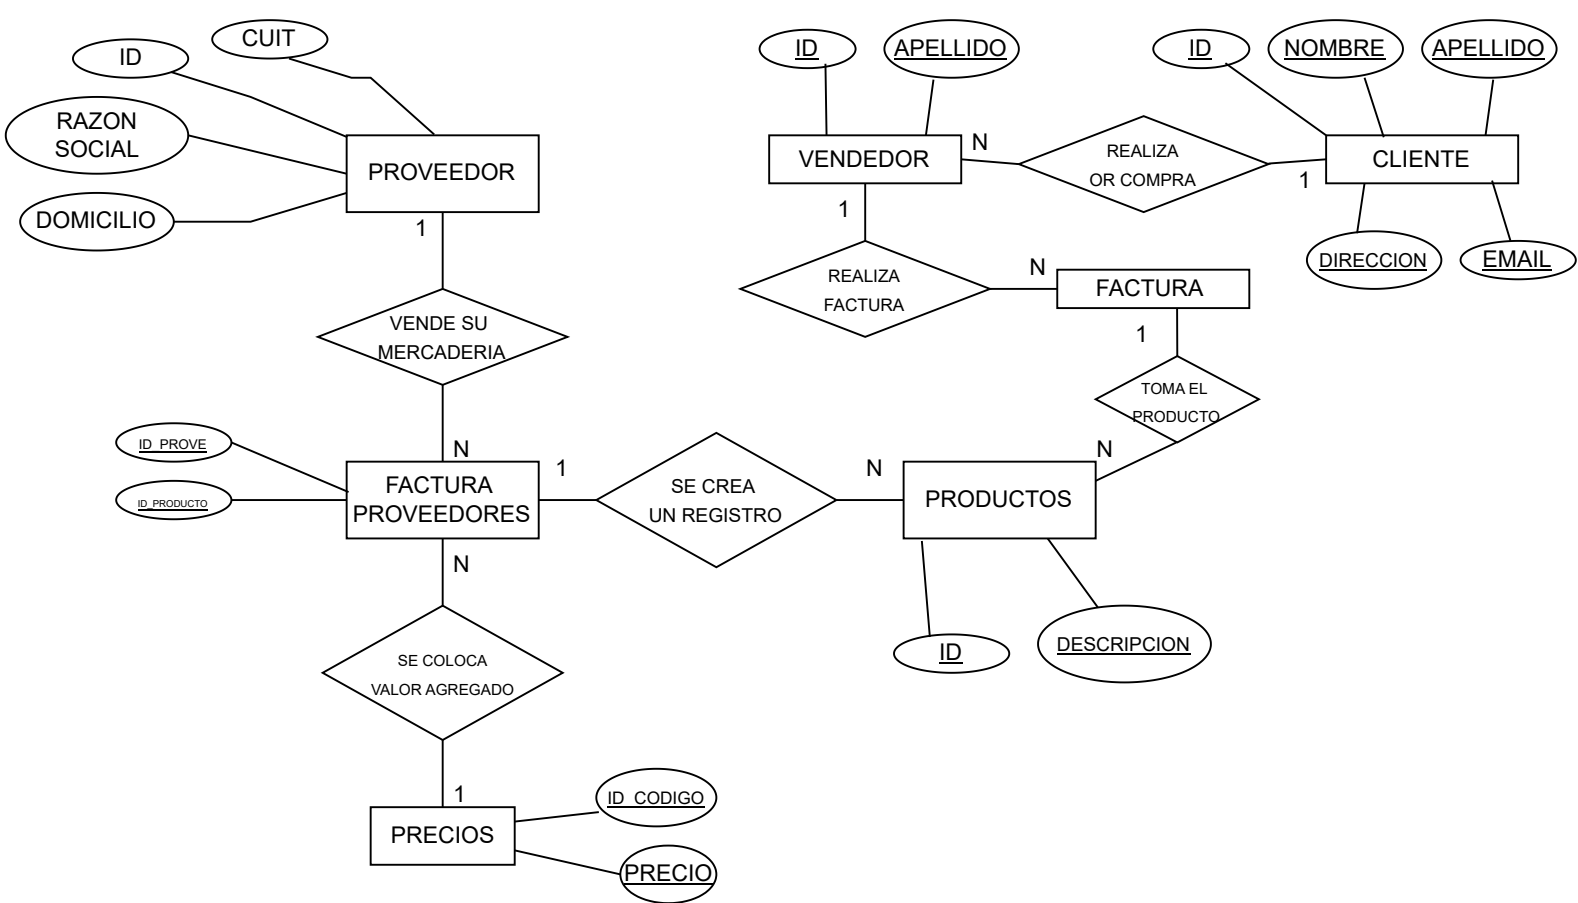 CUIT
ID
RAZON
SOCIAL
DOMICILIO
PROVEEDOR
1
VENDE SU
MERCADERIA
N
ID_PROVE
ID_PRODUCTO
FACTURA
PROVEEDORES
1
SE CREA
UN REGISTRO
N
PRODUCTOS
ID
DESCRIPCION
N
SE COLOCA
VALOR AGREGADO
1
PRECIOS
ID_CODIGO
PRECIO
ID
APELLIDO
VENDEDOR
N
REALIZA
OR COMPRA
1
ID
NOMBRE
APELLIDO
CLIENTE
DIRECCION
EMAIL
1
REALIZA
FACTURA
N
FACTURA
1
TOMA EL
PRODUCTO
N